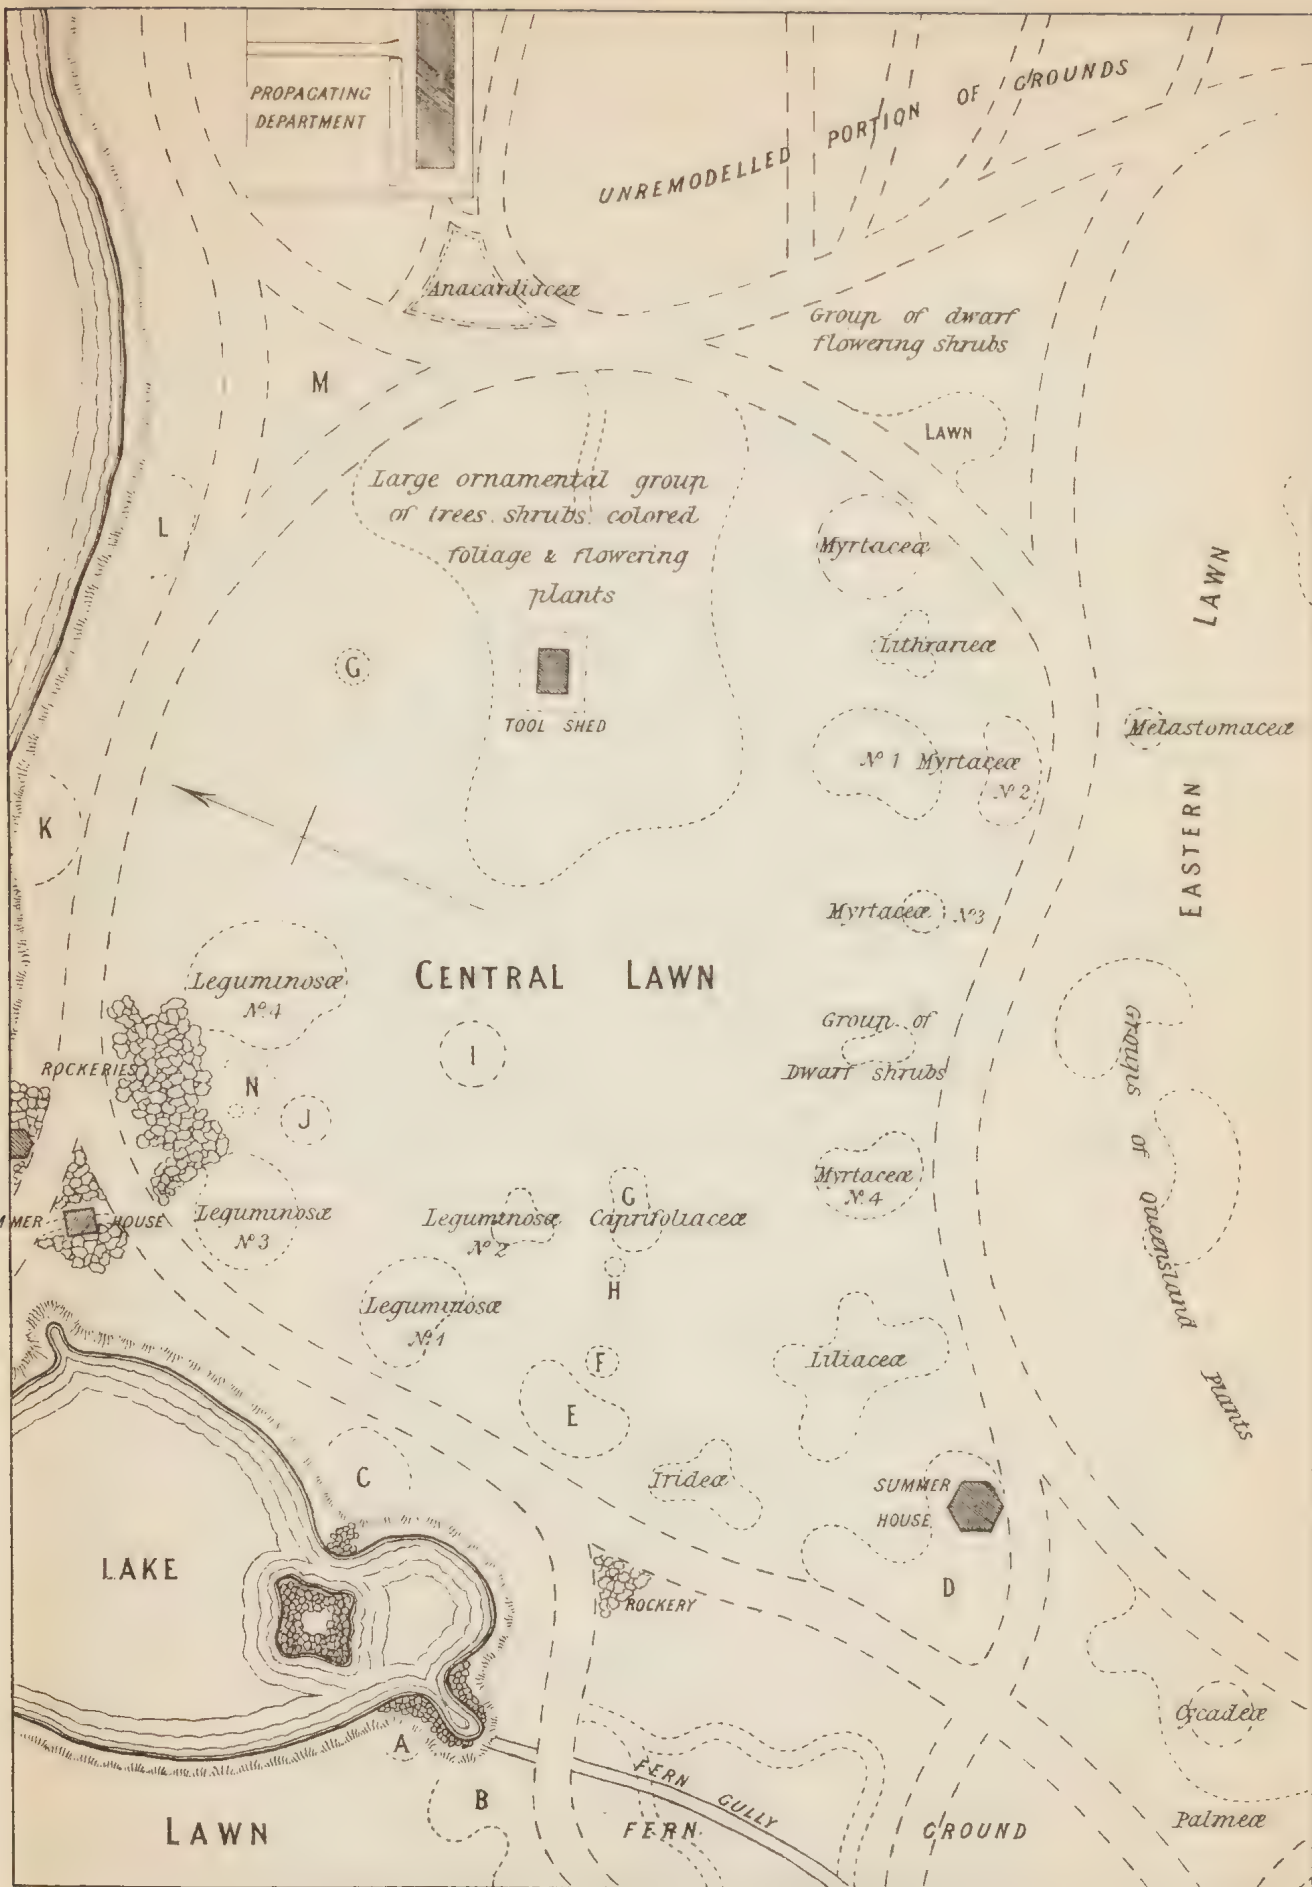 PROPAGATING
DEPARTMENT
UNREMODELLED PORTION OF GROUNDS
Anacardiaceæ
Group of dwarf
flowering shrubs
M
LAWN
Large ornamental group
of trees. shrubs. colored
foliage & flowering
plants
L
Myrtaceæ
LAWN
Lithrarieæ
G
TOOL SHED
Melastomaceæ
Nº 1 Myrtaceæ
Nº 2
K
EASTERN
Myrtaceæ Nº 3
Leguminosæ
Nº 4
CENTRAL LAWN
Group of
Dwarf shrubs
Groups of Queensland Plants
I
ROCKERIES
N
J
Myrtaceæ
Nº 4
MER HOUSE
Leguminosæ
Nº 3
Leguminosæ
Nº 2
G
Caprifoliaceæ
H
Leguminosæ
Nº 1
F
Liliaceæ
E
C
Irideæ
SUMMER
HOUSE
LAKE
D
ROCKERY
Cycadeæ
A
FERN GULLY
B
LAWN
FERN GROUND
Palmeæ